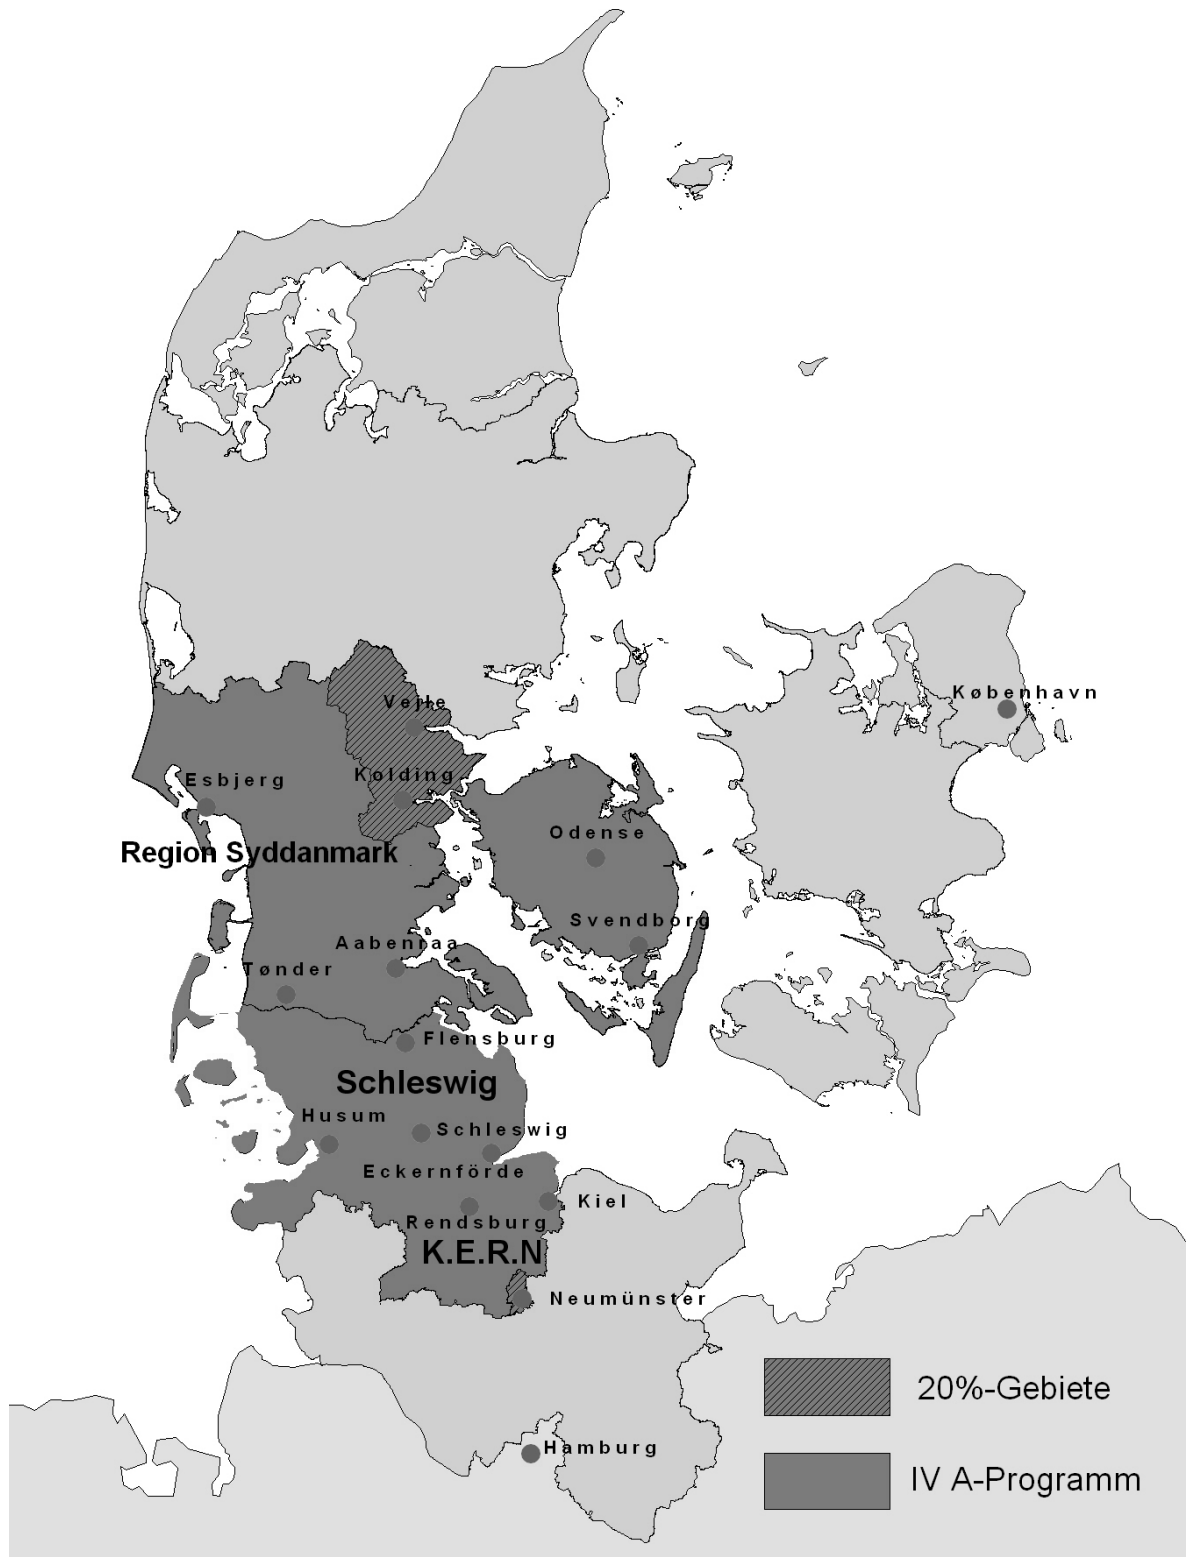 København
Vejle
Kolding
Esbjerg
Odense
Region Syddanmark
Svendborg
Aabenraa
Tønder
Flensburg
Schleswig
Husum
Schleswig
Eckernförde
Kiel
Rendsburg
K.E.R.N
Neumünster
20%-Gebiete
Hamburg
IV A-Programm